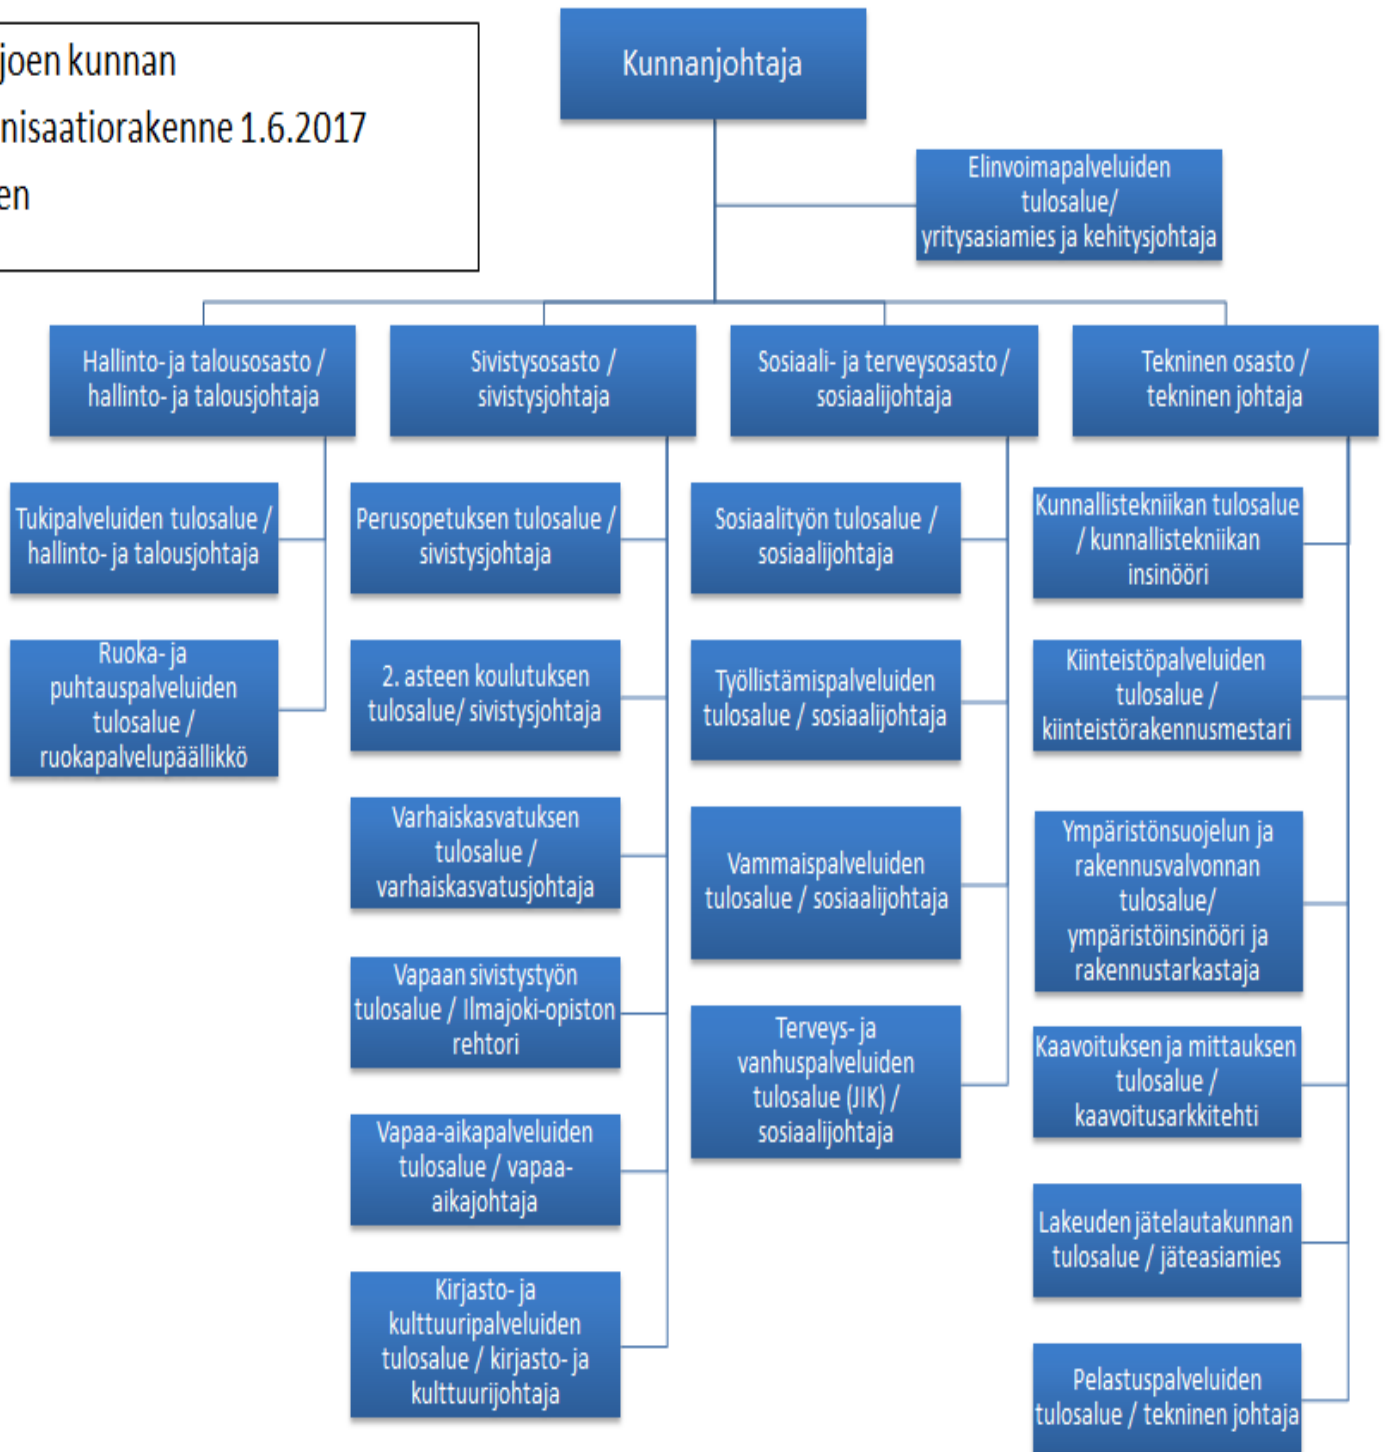 joen kunnan
nisaatiorakenne 1.6.2017
en
Kunnanjohtaja
Elinvoimapalveluiden
tulosalue/
yritysasiamies ja kehitysjohtaja
Hallinto- ja talousosasto /
hallinto- ja talousjohtaja
Sivistysosasto /
sivistysjohtaja
Sosiaali- ja terveysosasto /
sosiaalijohtaja
Tekninen osasto /
tekninen johtaja
Tukipalveluiden tulosalue /
hallinto- ja talousjohtaja
Ruoka- ja
puhtauspalveluiden
tulosalue /
ruokapalvelupäällikkö
Perusopetuksen tulosalue /
sivistysjohtaja
2. asteen koulutuksen
tulosalue/ sivistysjohtaja
Varhaiskasvatuksen
tulosalue /
varhaiskasvatusjohtaja
Vapaan sivistystyön
tulosalue / Ilmajoki-opiston
rehtori
Vapaa-aikapalveluiden
tulosalue / vapaa-
aikajohtaja
Kirjasto- ja
kulttuuripalveluiden
tulosalue / kirjasto- ja
kulttuurijohtaja
Sosiaalityön tulosalue /
sosiaalijohtaja
Työllistämispalveluiden
tulosalue / sosiaalijohtaja
Vammaispalveluiden
tulosalue / sosiaalijohtaja
Terveys- ja
vanhuspalveluiden
tulosalue (JIK) /
sosiaalijohtaja
Kunnallistekniikan tulosalue
/ kunnallistekniikan
insinööri
Kiinteistöpalveluiden
tulosalue /
kiinteistörakennusmestari
Ympäristönsuojelun ja
rakennusvalvonnan
tulosalue/
ympäristöinsinööri ja
rakennustarkastaja
Kaavoituksen ja mittauksen
tulosalue /
kaavoitusarkkitehti
Lakeuden jätelautakunnan
tulosalue / jäteasiamies
Pelastuspalveluiden
tulosalue / tekninen johtaja